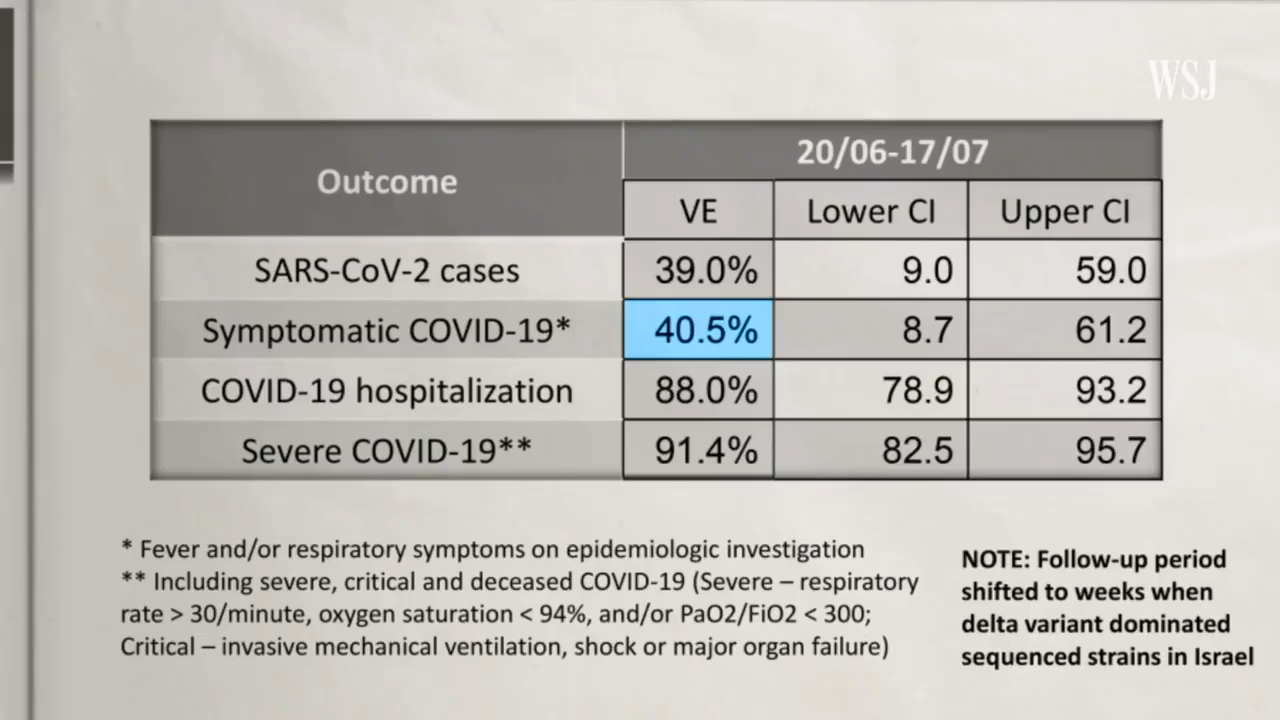 WSJ
Outcome
20/06-17/07
VE Lower CI Upper CI
SARS-CoV-2 cases 39.0% 9.0 59.0
Symptomatic COVID-19* 40.5% 8.7 61.2
COVID-19 hospitalization 88.0% 78.9 93.2
Severe COVID-19** 91.4% 82.5 95.7
* Fever and/or respiratory symptoms on epidemiologic investigation
** Including severe, critical and deceased COVID-19 (Severe – respiratory
rate > 30/minute, oxygen saturation < 94%, and/or PaO2/FiO2 < 300;
Critical – invasive mechanical ventilation, shock or major organ failure)
NOTE: Follow-up period
shifted to weeks when
delta variant dominated
sequenced strains in Israel